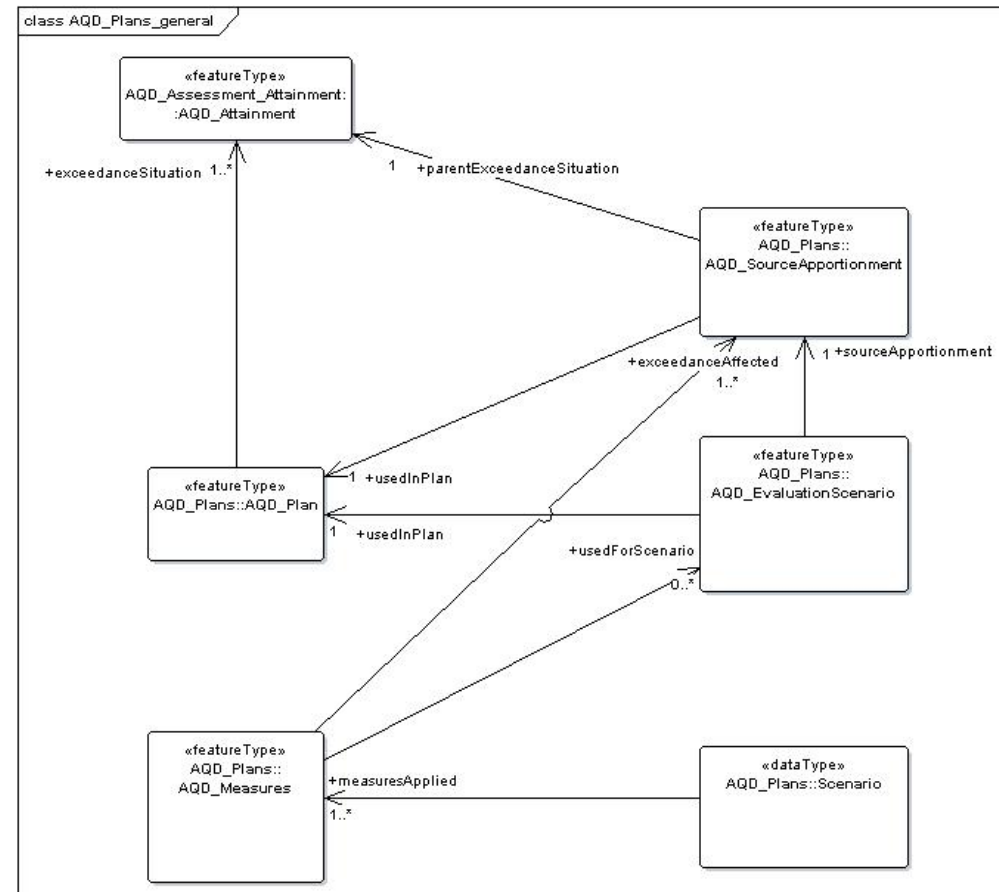 class AQD_Plans_general
«featureType»
AQD_Assessment_Attainment:
:AQD_Attainment
+exceedanceSituation
1..*
1
+parentExceedanceSituation
«featureType»
AQD_Plans::
AQD_SourceApportionment
+exceedanceAffected
1..*
1
+sourceApportionment
«featureType»
AQD_Plans::AQD_Plan
1
+usedInPlan
1
+usedInPlan
«featureType»
AQD_Plans::
AQD_EvaluationScenario
+usedForScenario
0..*
«featureType»
AQD_Plans::
AQD_Measures
+measuresApplied
1..*
«dataType»
AQD_Plans::Scenario